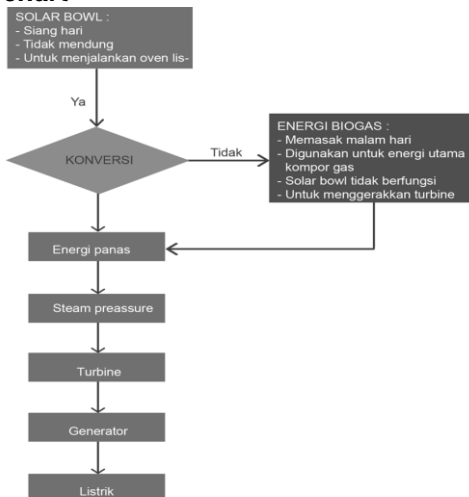 SOLAR BOWL :
- Siang hari
- Tidak mendung
- Untuk menjalankan oven lis-
Ya
KONVERSI
Tidak
ENERGI BIOGAS :
- Memasak malam hari
- Digunakan untuk energi utama
kompor gas
- Solar bowl tidak berfungsi
- Untuk menggerakkan turbine
Energi panas
Steam preassure
Turbine
Generator
Listrik